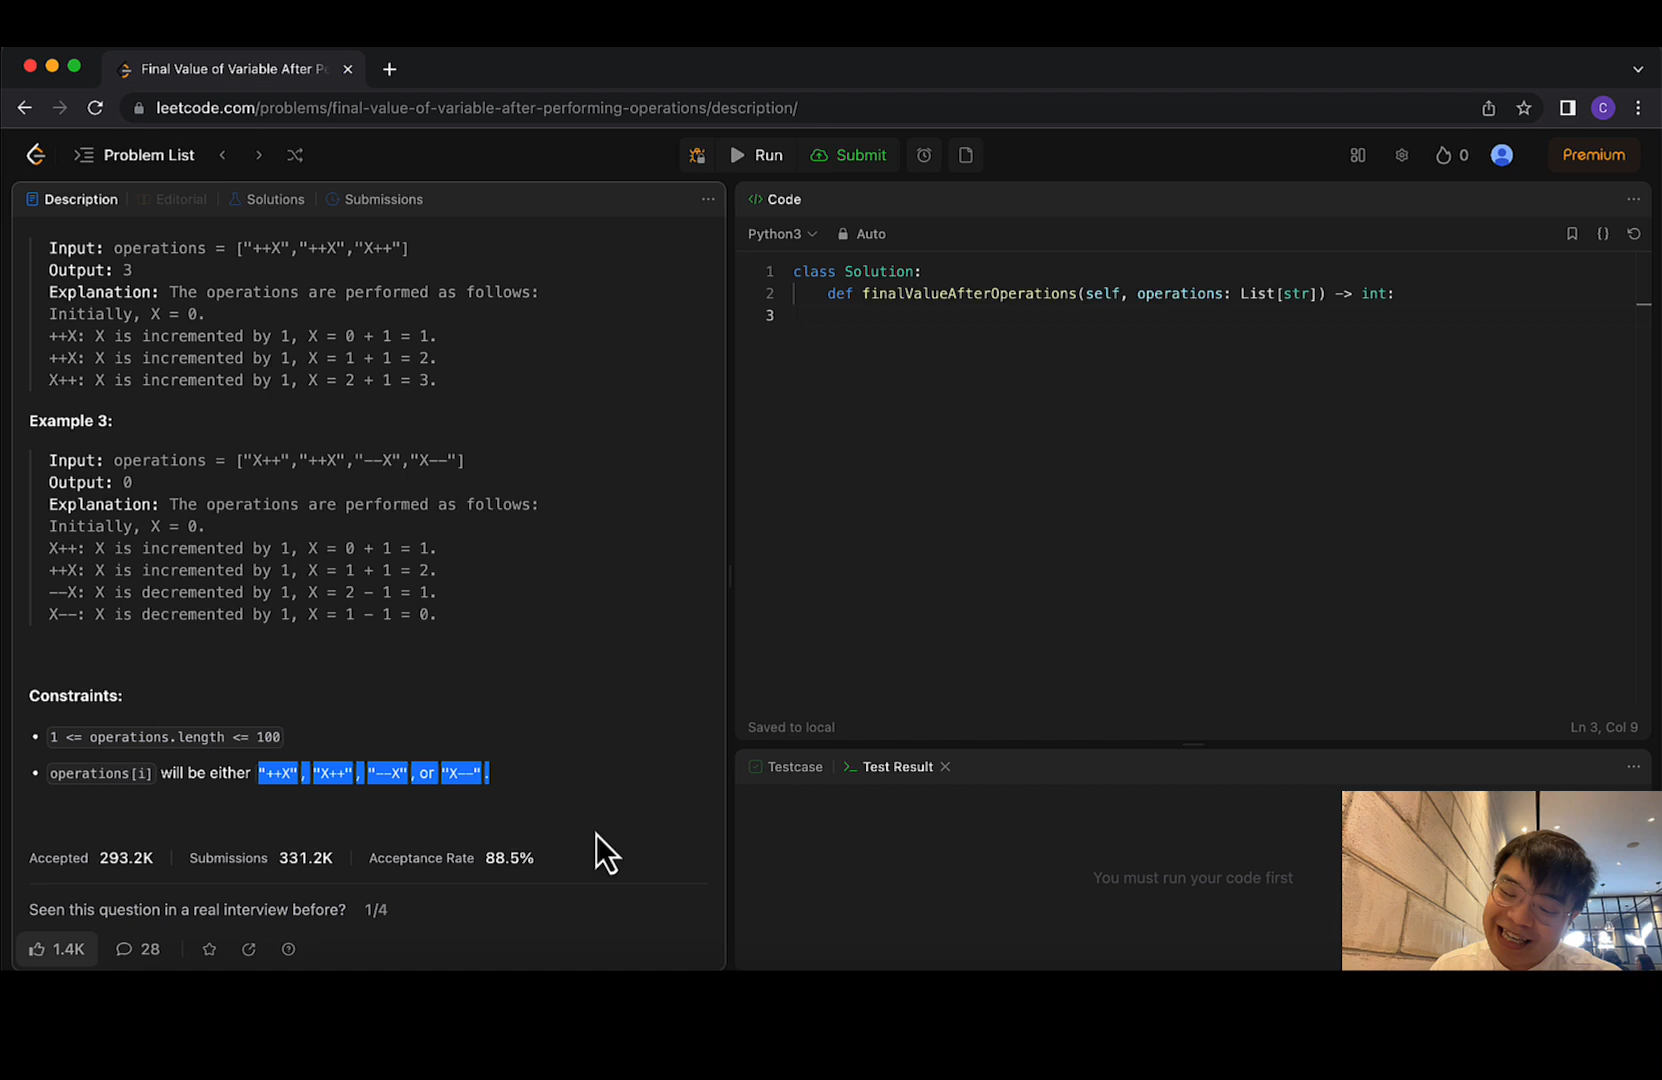 Final Value of Variable After Pe
leetcode.com/problems/final-value-of-variable-after-performing-operations/description/
C
Problem List
Run
Submit
0
Premium
Description
Editorial
Solutions
Submissions
Input: operations = ["++X","++X","X++"]
Output: 3
Explanation: The operations are performed as follows:
Initially, X = 0.
++X: X is incremented by 1, X = 0 + 1 = 1.
++X: X is incremented by 1, X = 1 + 1 = 2.
X++: X is incremented by 1, X = 2 + 1 = 3.
Example 3:
Input: operations = ["X++","++X","--X","X--"]
Output: 0
Explanation: The operations are performed as follows:
Initially, X = 0.
X++: X is incremented by 1, X = 0 + 1 = 1.
++X: X is incremented by 1, X = 1 + 1 = 2.
--X: X is decremented by 1, X = 2 - 1 = 1.
X--: X is decremented by 1, X = 1 - 1 = 0.
Constraints:
• 1 <= operations.length <= 100
• operations[i] will be either "++X", "X++", "--X", or "X--".
Accepted 293.2K Submissions 331.2K Acceptance Rate 88.5%
Seen this question in a real interview before? 1/4
1.4K 28
</> Code
Python3 Auto
1 class Solution:
2 def finalValueAfterOperations(self, operations: List[str]) -> int:
3
Saved to local
Ln 3, Col 9
Testcase
>_ Test Result
You must run your code first